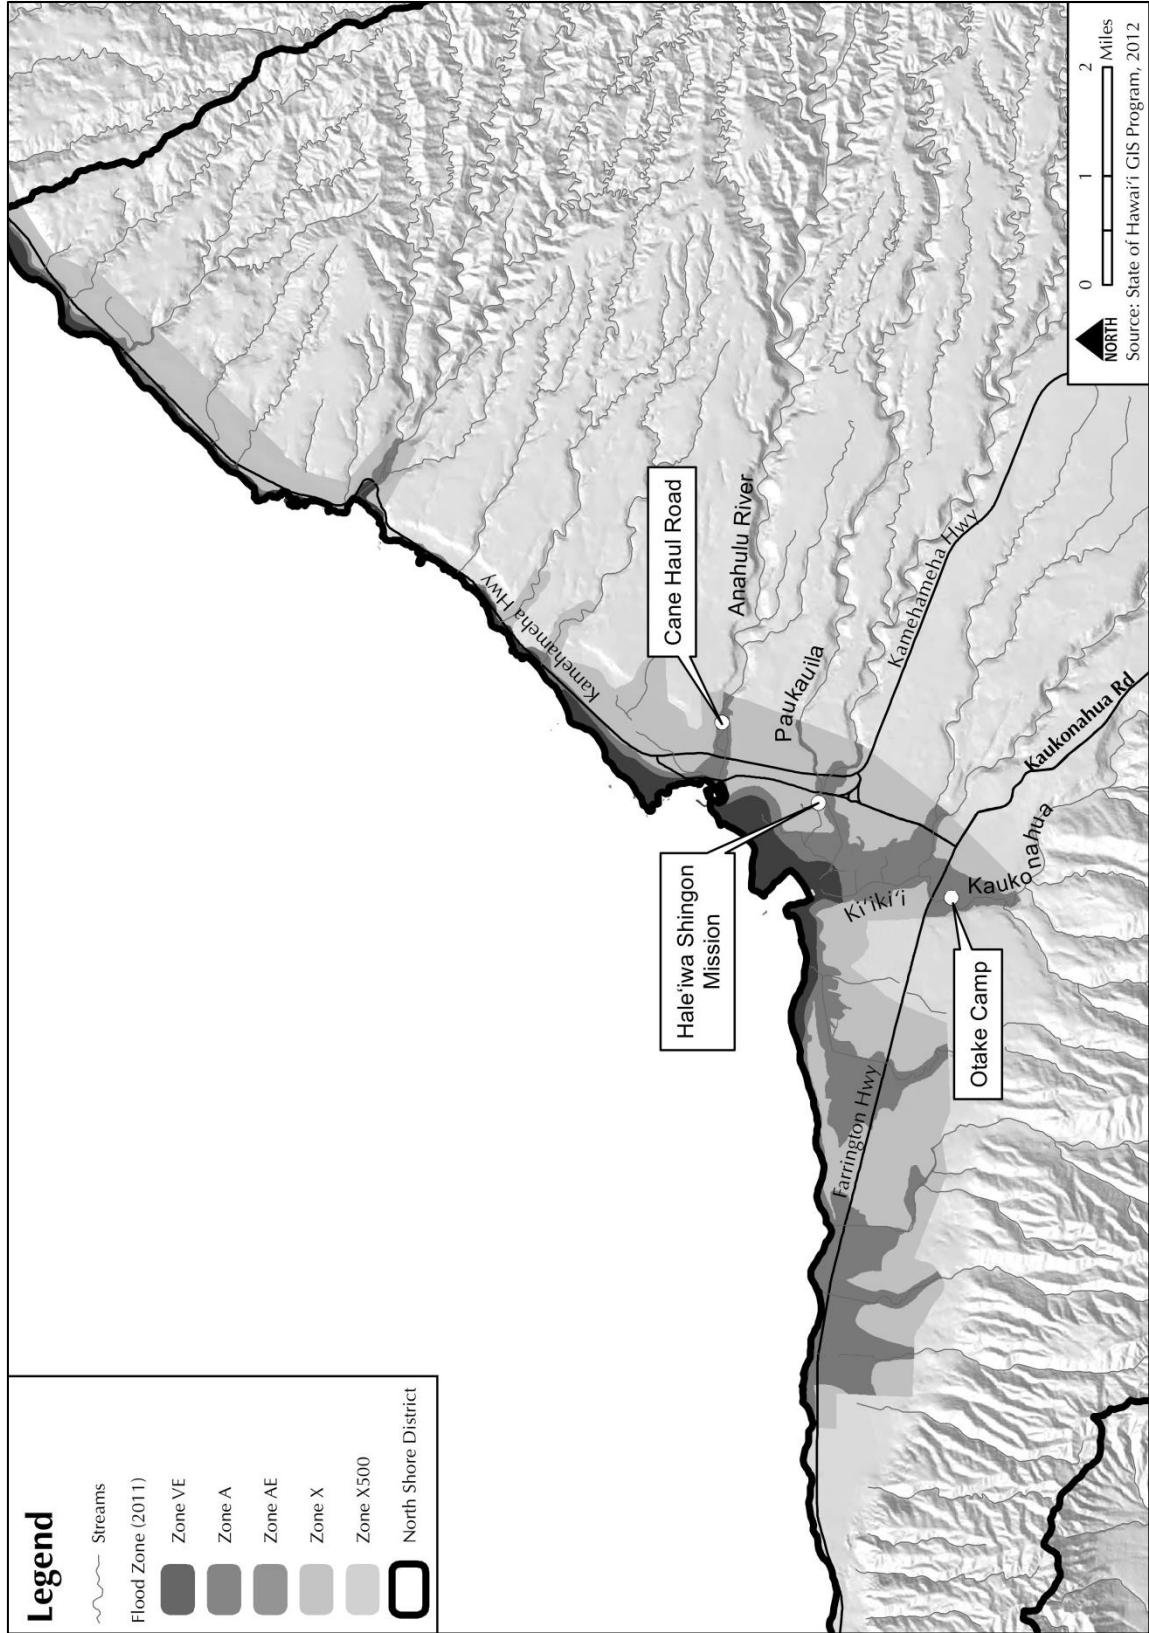 Legend
Streams
Flood Zone (2011)
Zone VE
Zone A
Zone AE
Zone X
Zone X500
North Shore District
Kamehameha Hwy
Cane Haul Road
Anahulu River
Paukauila
Hale‘iwa Shingon
Mission
Kamehameha Hwy
Ki‘iki‘i
Kaukonahua Rd
Kaukonahua
Farrington Hwy
Otake Camp
NORTH
0 1 2 Miles
Source: State of Hawai‘i GIS Program, 2012